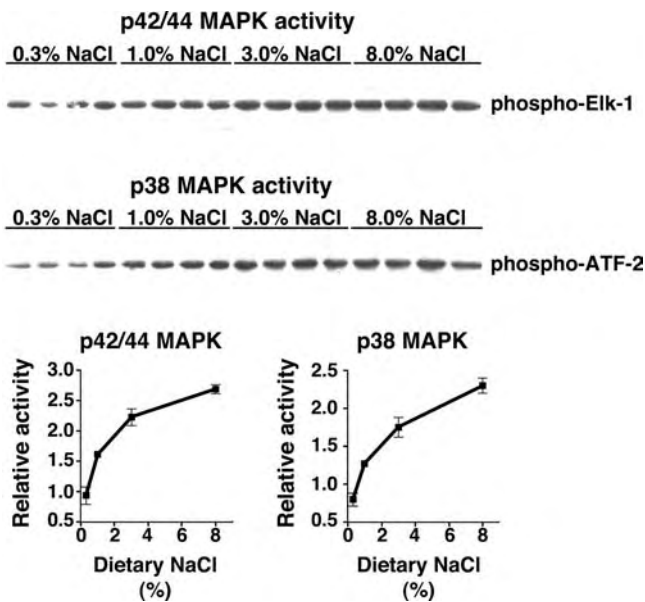 p42/44 MAPK activity
0.3% NaCl 1.0% NaCl 3.0% NaCl 8.0% NaCl
phospho-Elk-1
p38 MAPK activity
0.3% NaCl 1.0% NaCl 3.0% NaCl 8.0% NaCl
phospho-ATF-2
p42/44 MAPK
Relative activity
3.0
2.5
2.0
1.5
1.0
0.5
0 2 4 6 8
Dietary NaCl
(%)
p38 MAPK
Relative activity
2.5
2.0
1.5
1.0
0.5
0 2 4 6 8
Dietary NaCl
(%)